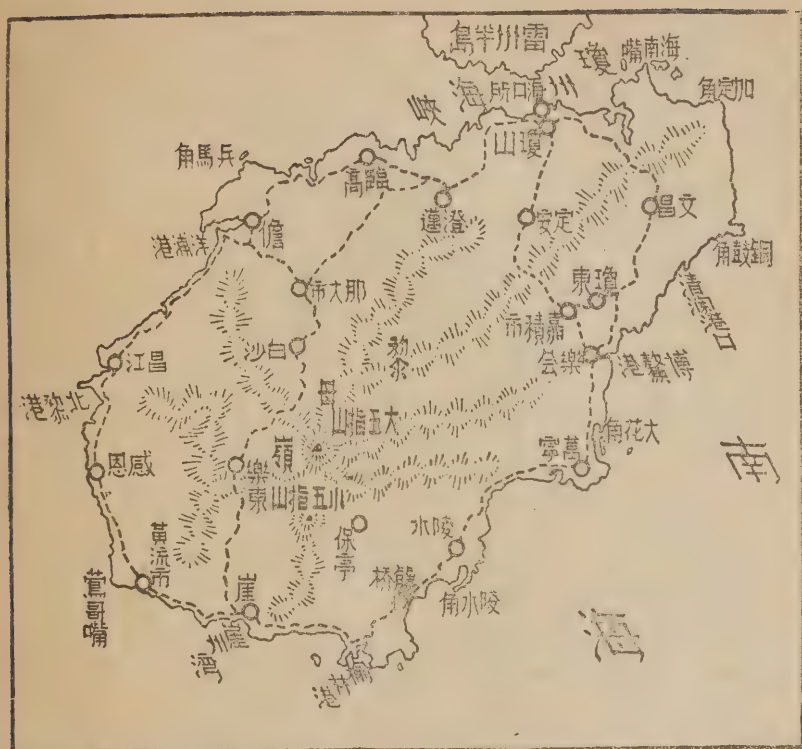 雷州半島
瓊州海峽
海南嘴
海口所
加定角
瓊山
臨高
兵馬角
澄邁
定安
文昌
儋
洋浦港
銅鼓角
那大市
瓊東
清瀾港口
嘉積市
白沙
黎母嶺
樂会
博鰲港
昌江
北黎港
大五指山
大花角
南海
感恩
樂東
小五指山
萬寧
保亭
陵水
黃流市
藤桥
陵水角
鶯哥嘴
崖
崖州灣
榆林港